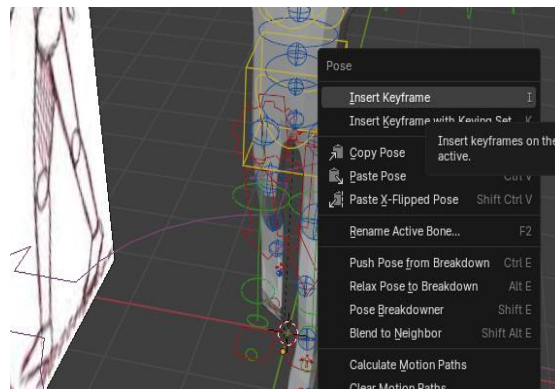 Pose
Insert Keyframe I
Insert Keyframe with Keying Set K
Insert keyframes on the
active.
Copy Pose
Paste Pose Ctrl V
Paste X-Flipped Pose Shift Ctrl V
Rename Active Bone... F2
Push Pose from Breakdown Ctrl E
Relax Pose to Breakdown Alt E
Pose Breakdowner Shift E
Blend to Neighbor Shift Alt E
Calculate Motion Paths
Clear Motion Paths